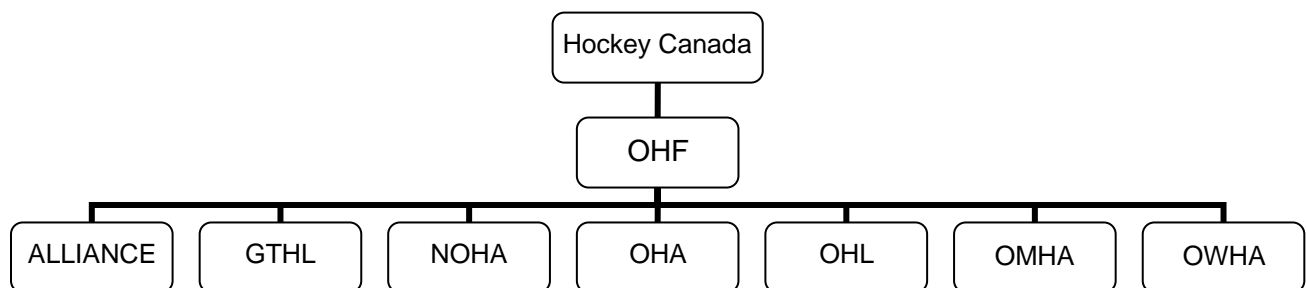 Hockey Canada
OHF
ALLIANCE
GTHL
NOHA
OHA
OHL
OMHA
OWHA